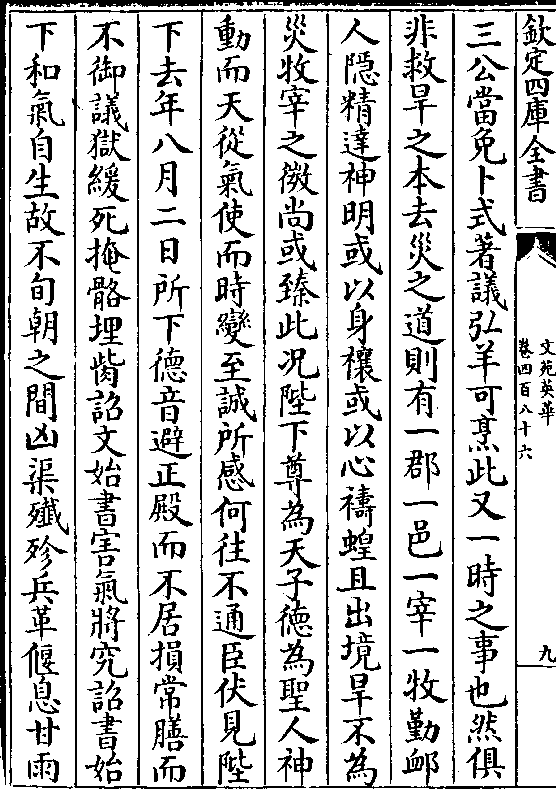 欽定四庫全書
文苑英華
卷四百八十六
九
三公當免卜式著議弘羊可烹此又一時之事也然俱
非救旱之本去災之道則有一郡一邑一宰一牧勤䘏
人隠精達神明或以身禳或以心禱蝗且出境旱不為
災牧宰之微尚或臻此况陛下尊為天子德為聖人神
動而天從氣使而時變至誠所感何往不通臣伏見陛
下去年八月二日所下德音避正殿而不居損常膳而
不御議獄緩死掩骼埋胔詔文始書害氣將究詔書始
下和氣自生故不旬朝之間凶渠殲殄兵革偃息甘雨